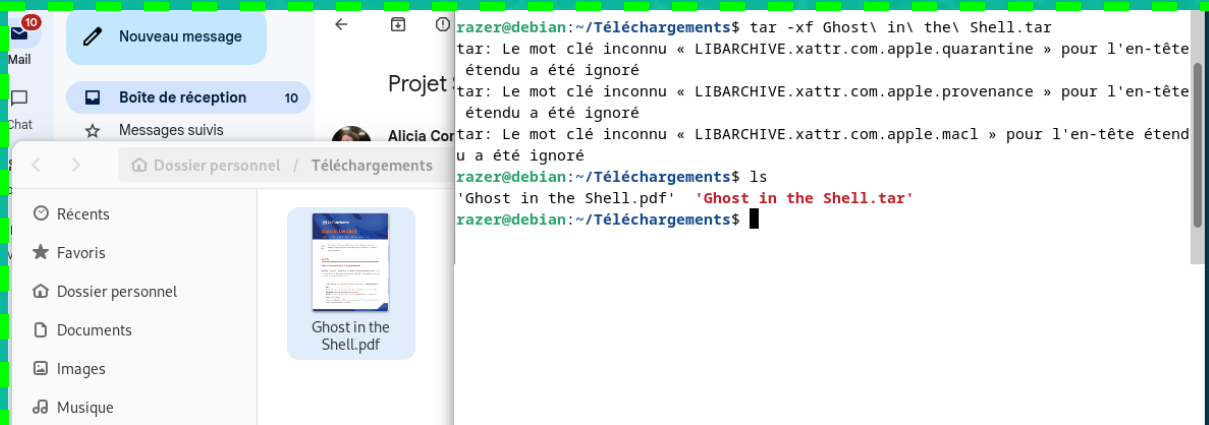 10
Mail
Chat
Nouveau message
Boîte de réception 10
Messages suivis
Projet
Alicia Cor
Dossier personnel / Téléchargements
Récents
Favoris
Dossier personnel
Documents
Images
Musique
Ghost in the
Shell.pdf
razer@debian:~/Téléchargements$ tar -xf Ghost\ in\ the\ Shell.tar
tar: Le mot clé inconnu « LIBARCHIVE.xattr.com.apple.quarantine » pour l'en-tête
étendu a été ignoré
tar: Le mot clé inconnu « LIBARCHIVE.xattr.com.apple.provenance » pour l'en-tête
étendu a été ignoré
tar: Le mot clé inconnu « LIBARCHIVE.xattr.com.apple.macl » pour l'en-tête étend
u a été ignoré
razer@debian:~/Téléchargements$ ls
'Ghost in the Shell.pdf' 'Ghost in the Shell.tar'
razer@debian:~/Téléchargements$